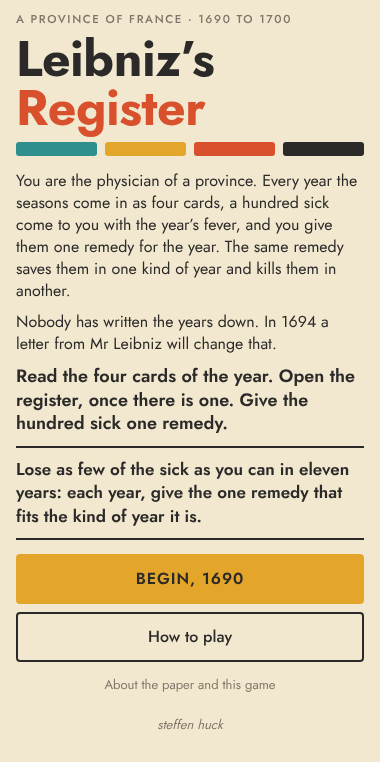 A PROVINCE OF FRANCE · 1690 TO 1700
Leibniz’s
Register
You are the physician of a province. Every year the
seasons come in as four cards, a hundred sick
come to you with the year’s fever, and you give
them one remedy for the year. The same remedy
saves them in one kind of year and kills them in
another.
Nobody has written the years down. In 1694 a
letter from Mr Leibniz will change that.
Read the four cards of the year. Open the
register, once there is one. Give the
hundred sick one remedy.
Lose as few of the sick as you can in eleven
years: each year, give the one remedy that
fits the kind of year it is.
BEGIN, 1690
How to play
About the paper and this game
steffen huck